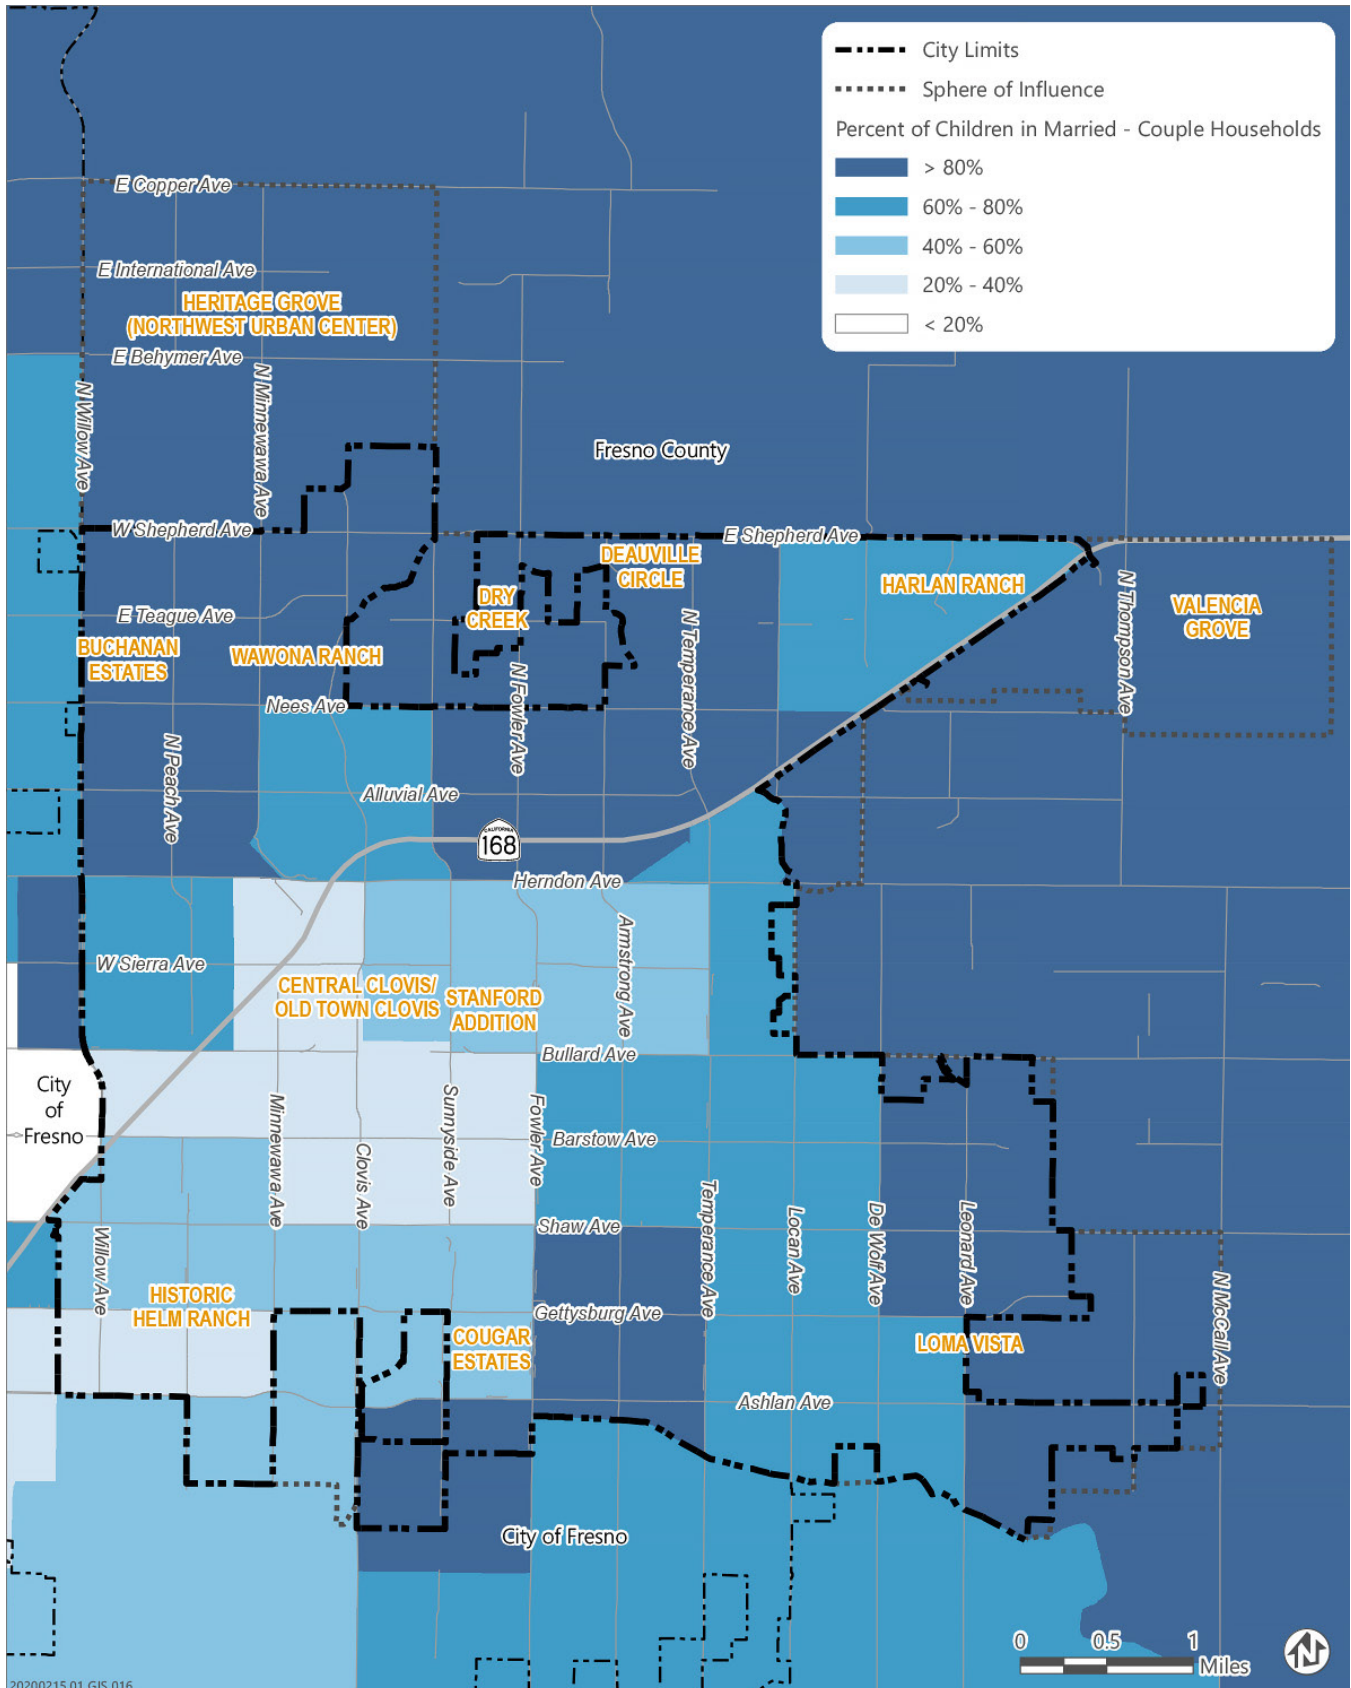 City Limits
Sphere of Influence
Percent of Children in Married - Couple Households
> 80%
60% - 80%
40% - 60%
20% - 40%
< 20%
E Copper Ave
E International Ave
HERITAGE GROVE
(NORTHWEST URBAN CENTER)
E Behymer Ave
N Willow Ave
N Minnewawa Ave
Fresno County
W Shepherd Ave
E Shepherd Ave
DEAUVILLE
CIRCLE
HARLAN RANCH
DRY
CREEK
N Thompson Ave
VALENCIA
GROVE
E Teague Ave
BUCHANAN
ESTATES
WAWONA RANCH
N Temperance Ave
N Fowler Ave
Nees Ave
N Peach Ave
Alluvial Ave
CALIFORNIA
168
Herndon Ave
Armstrong Ave
W Sierra Ave
CENTRAL CLOVIS/
OLD TOWN CLOVIS
STANFORD
ADDITION
Bullard Ave
City
of
Fresno
Minnewawa Ave
Clovis Ave
Sunnyside Ave
Fowler Ave
Barstow Ave
Temperance Ave
Locan Ave
De Wolf Ave
Leonard Ave
Shaw Ave
Willow Ave
HISTORIC
HELM RANCH
Gettysburg Ave
COUGAR
ESTATES
LOMA VISTA
N McCall Ave
Ashlan Ave
City of Fresno
0 0.5 1
Miles
N
20200215.01 GIS 016